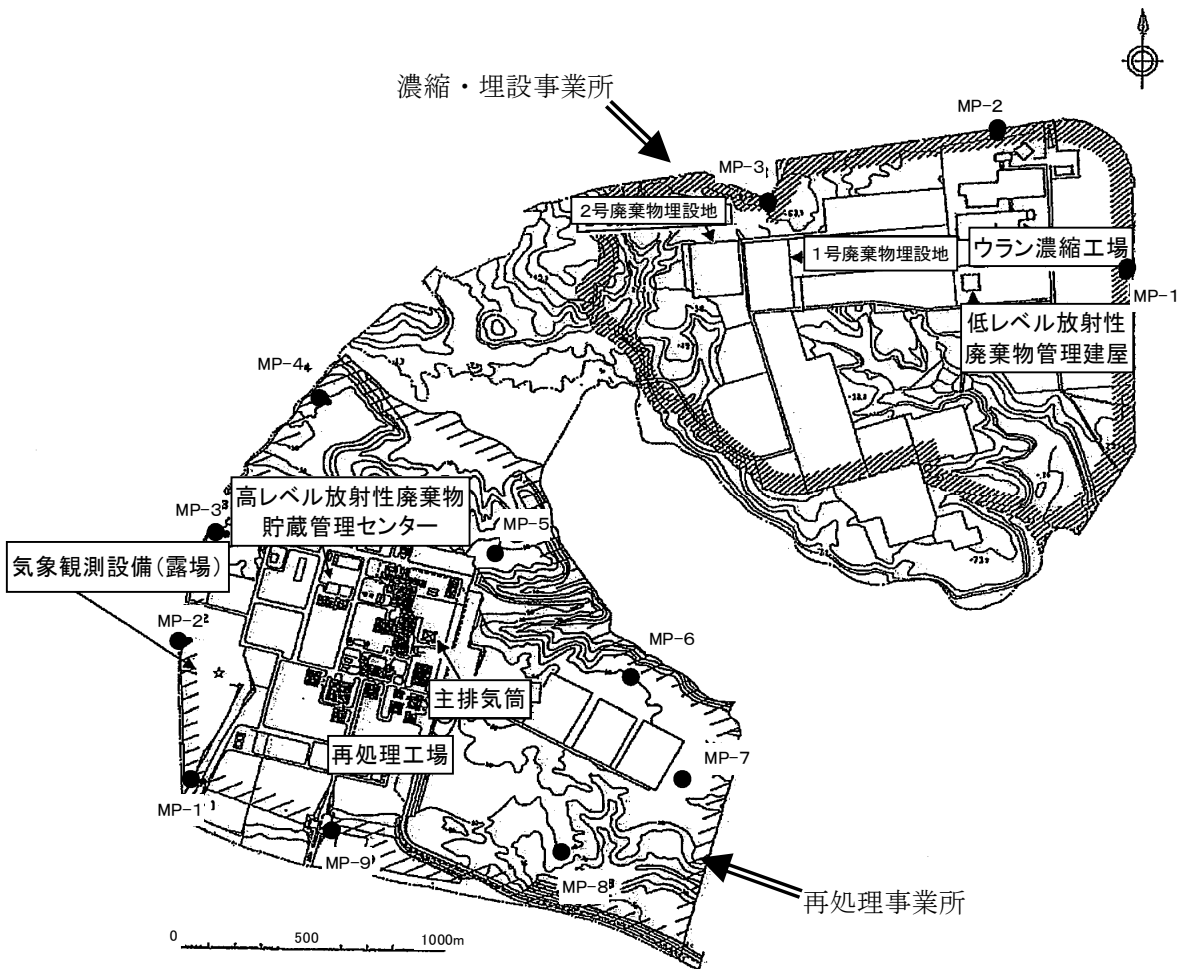 濃縮・埋設事業所
MP-2
MP-3
2号廃棄物埋設地
1号廃棄物埋設地
ウラン濃縮工場
MP-1
低レベル放射性
廃棄物管理建屋
MP-4
高レベル放射性廃棄物
貯蔵管理センター
MP-3
MP-5
気象観測設備(露場)
MP-2
MP-6
主排気筒
再処理工場
MP-7
MP-1
MP-9
MP-8
再処理事業所
0 500 1000m